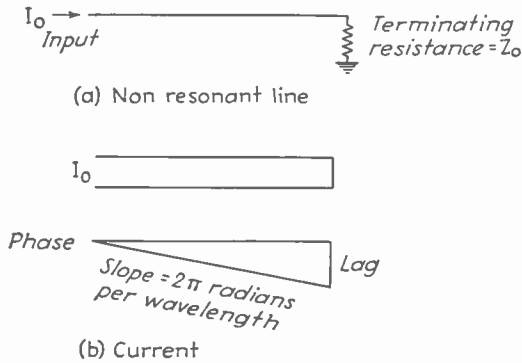 I₀ → Input
Terminating
resistance=Z₀
(a) Non resonant line
I₀
Phase
Slope=2π radians
per wavelength
Lag
(b) Current